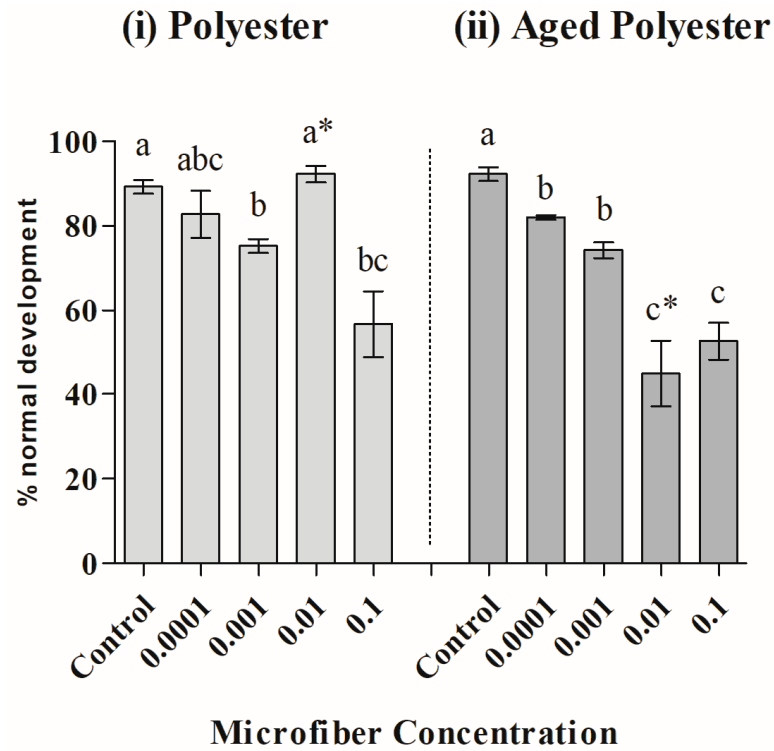 (i) Polyester
(ii) Aged Polyester
% normal development
100
80
60
40
20
0
a
abc
b
a*
bc
a
b
b
c*
c
Control
0.0001
0.001
0.01
0.1
Control
0.0001
0.001
0.01
0.1
Microfiber Concentration